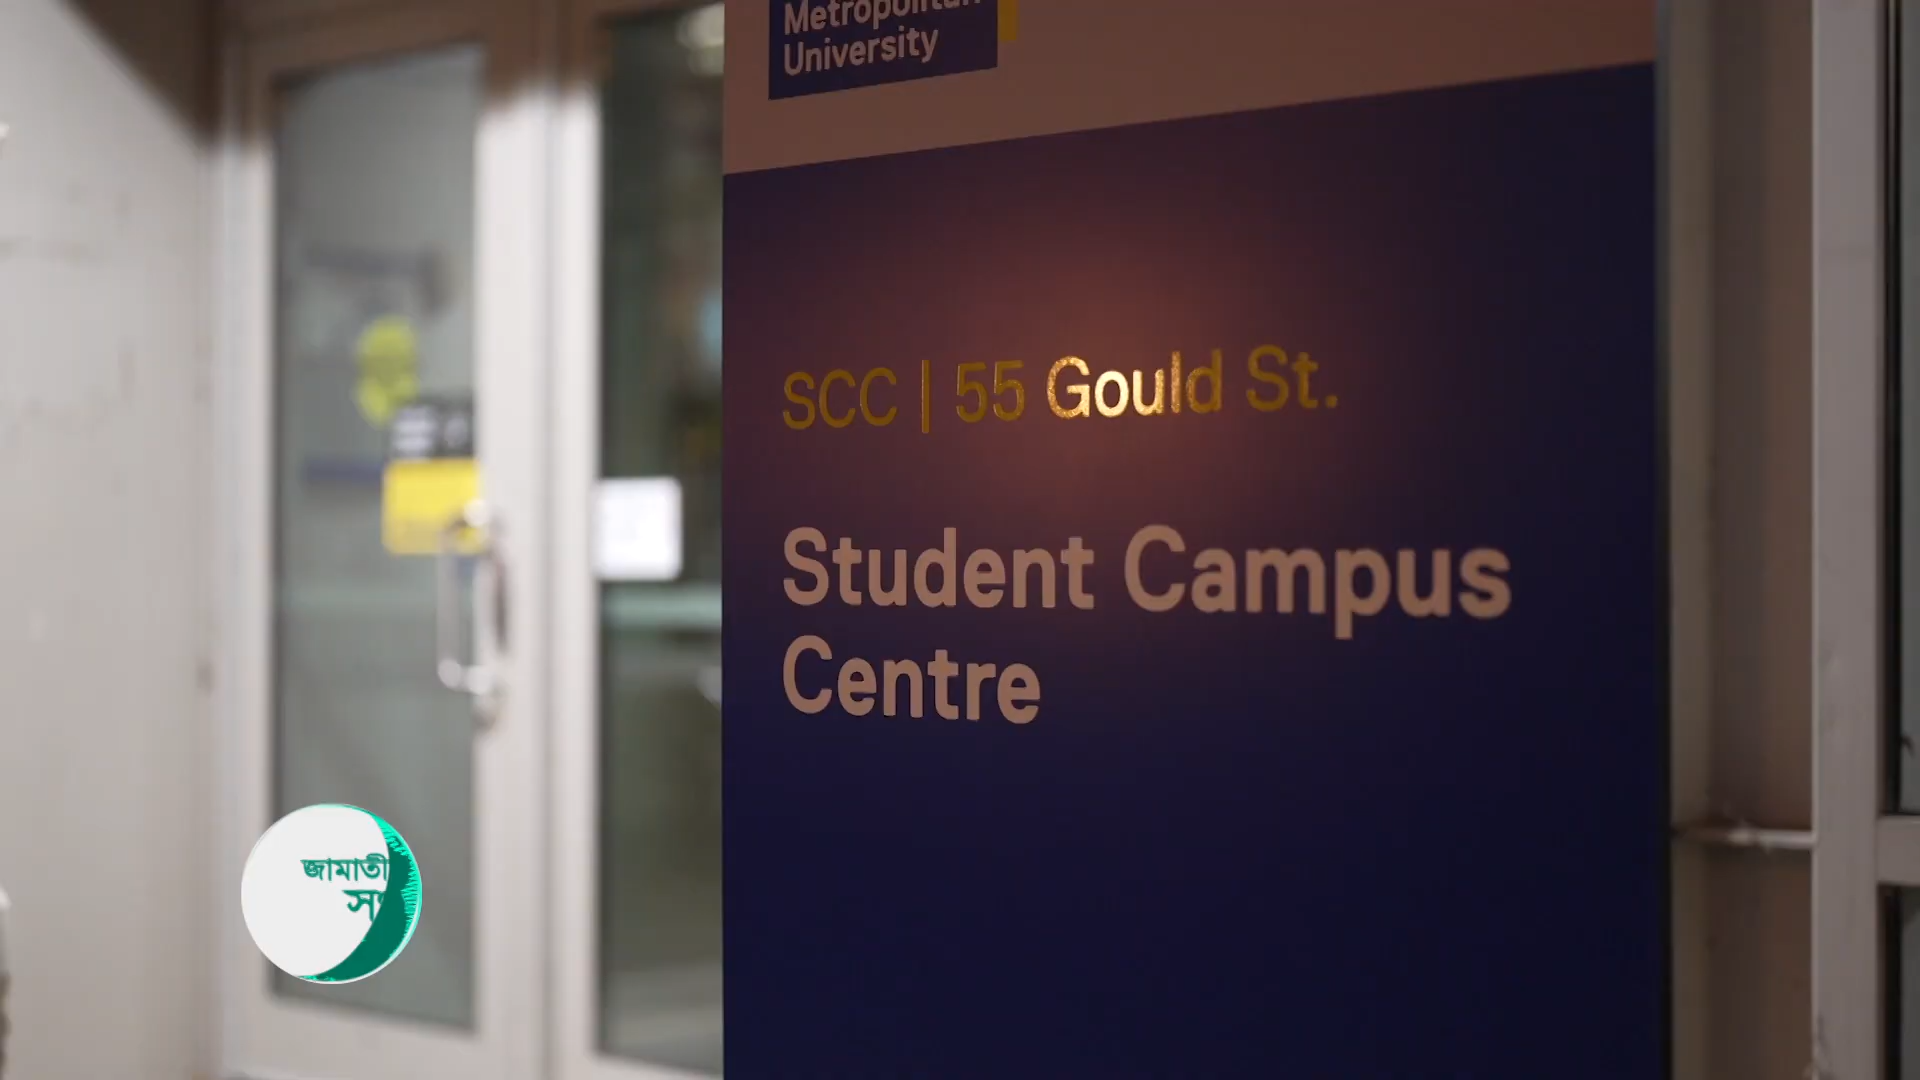 Metropolitan
University
SCC | 55 Gould St.
Student Campus
Centre
জামাতী